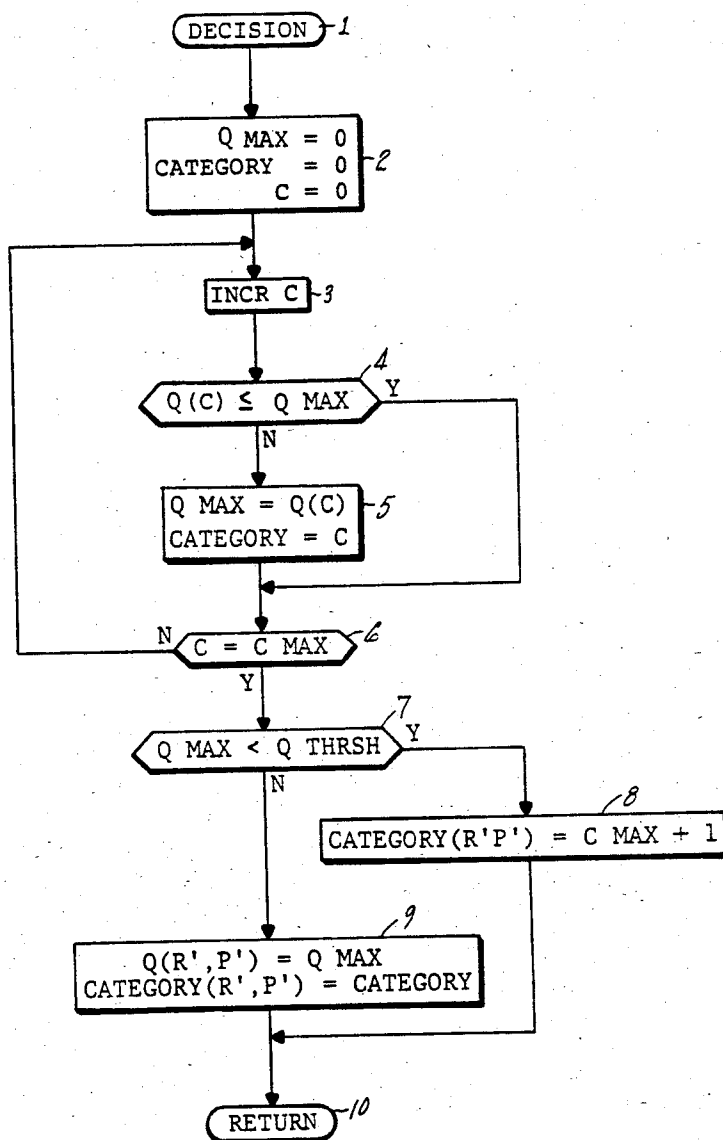 DECISION 1
Q MAX = 0
CATEGORY = 0
C = 0
2
INCR C 3
4
Q(C) ≤ Q MAX Y
N
Q MAX = Q(C)
CATEGORY = C
5
N C = C MAX 6
Y
7
Q MAX < Q THRSH Y
N
8
CATEGORY(R'P') = C MAX + 1
9
Q(R',P') = Q MAX
CATEGORY(R',P') = CATEGORY
RETURN 10